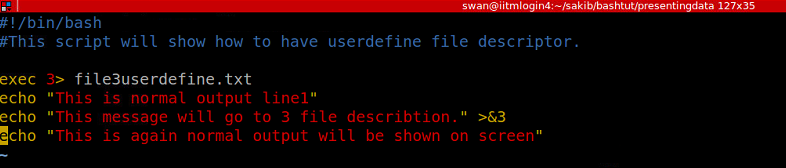 swan@iitmlogin4:~/sakib/bashtut/presentingdata 127x35
#!/bin/bash
#This script will show how to have userdefine file descriptor.
exec 3> file3userdefine.txt
echo "This is normal output line1"
echo "This message will go to 3 file describtion." >&3
echo "This is again normal output will be shown on screen"
~